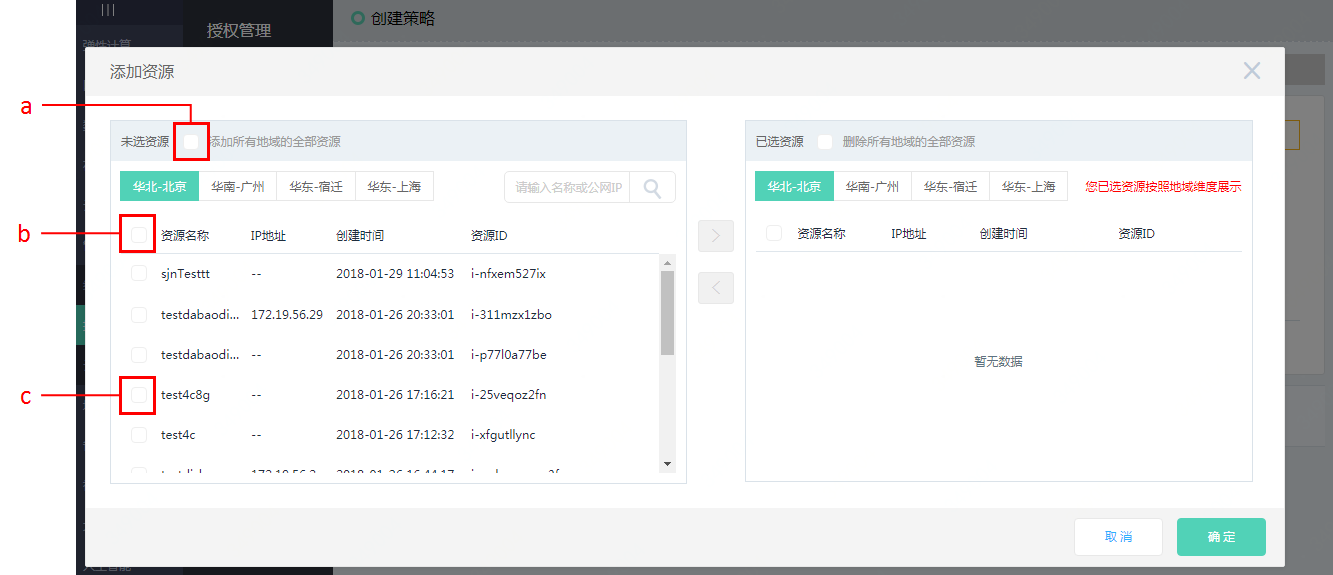 授权管理
创建策略
弹性计算
添加资源
a
未选资源 添加所有地域的全部资源
华北-北京 华南-广州 华东-宿迁 华东-上海
请输入名称或公网IP
b
资源名称 IP地址 创建时间 资源ID
sjnTesttt -- 2018-01-29 11:04:53 i-nfxem527ix
testdabaodi... 172.19.56.29 2018-01-26 20:33:01 i-311mzx1zbo
testdabaodi... -- 2018-01-26 20:33:01 i-p77l0a77be
c
test4c8g -- 2018-01-26 17:16:21 i-25veqoz2fn
test4c -- 2018-01-26 17:12:32 i-xfgutllync
已选资源 删除所有地域的全部资源
华北-北京 华南-广州 华东-宿迁 华东-上海
您已选资源按照地域维度展示
资源名称 IP地址 创建时间 资源ID
暂无数据
取消 确定
人工智能